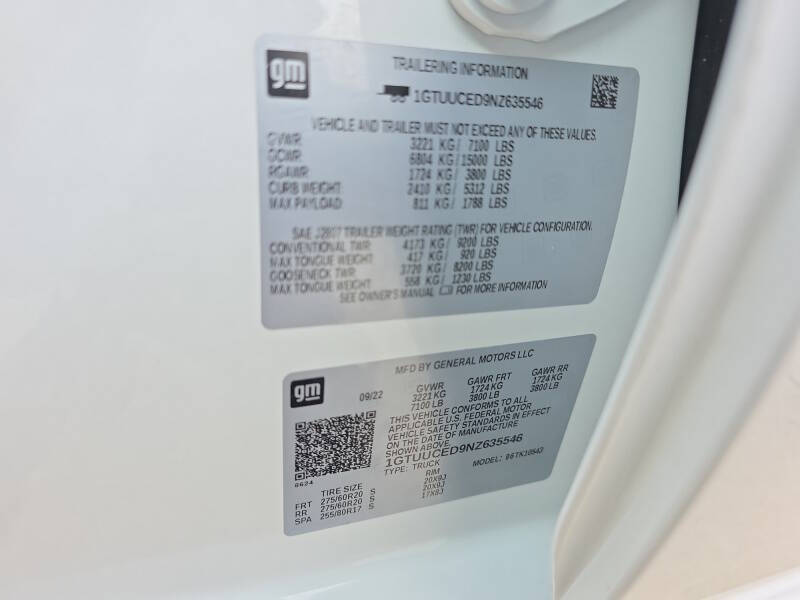 gm
TRAILERING INFORMATION
1GTUUCED9NZ635546
VEHICLE AND TRAILER MUST NOT EXCEED ANY OF THESE VALUES.
GVWR 3221 KG / 7100 LBS
GCWR 6804 KG / 15000 LBS
RGAWR 1724 KG / 3800 LBS
CURB WEIGHT 2410 KG / 5312 LBS
MAX PAYLOAD 811 KG / 1788 LBS
SAE J2807 TRAILER WEIGHT RATING (TWR) FOR VEHICLE CONFIGURATION.
CONVENTIONAL TWR 4173 KG / 9200 LBS
MAX TONGUE WEIGHT 417 KG / 920 LBS
GOOSENECK TWR 3720 KG / 8200 LBS
MAX TONGUE WEIGHT 558 KG / 1230 LBS
SEE OWNER'S MANUAL FOR MORE INFORMATION
gm
MFD BY GENERAL MOTORS LLC
09/22 GVWR GAWR FRT GAWR RR
3221 KG 1724 KG 1724 KG
7100 LB 3800 LB 3800 LB
THIS VEHICLE CONFORMS TO ALL
APPLICABLE U.S. FEDERAL MOTOR
VEHICLE SAFETY STANDARDS IN EFFECT
ON THE DATE OF MANUFACTURE
SHOWN ABOVE.
1GTUUCED9NZ635546
TYPE: TRUCK MODEL: 96TK10543
0624
TIRE SIZE RIM
FRT 275/60R20 S 20X9J
RR 275/60R20 S 20X9J
SPA 255/80R17 S 17X8J